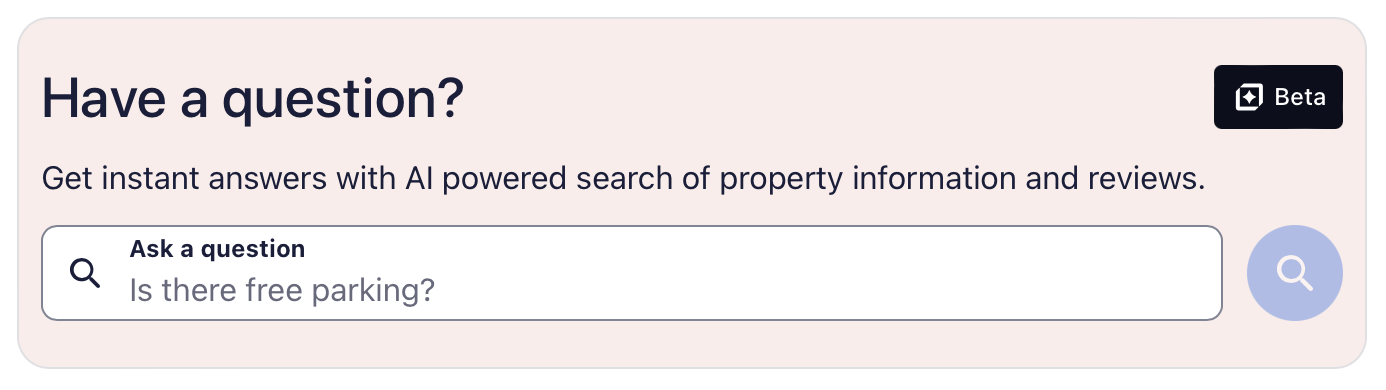 Have a question?
Beta
Get instant answers with AI powered search of property information and reviews.
Ask a question
Is there free parking?